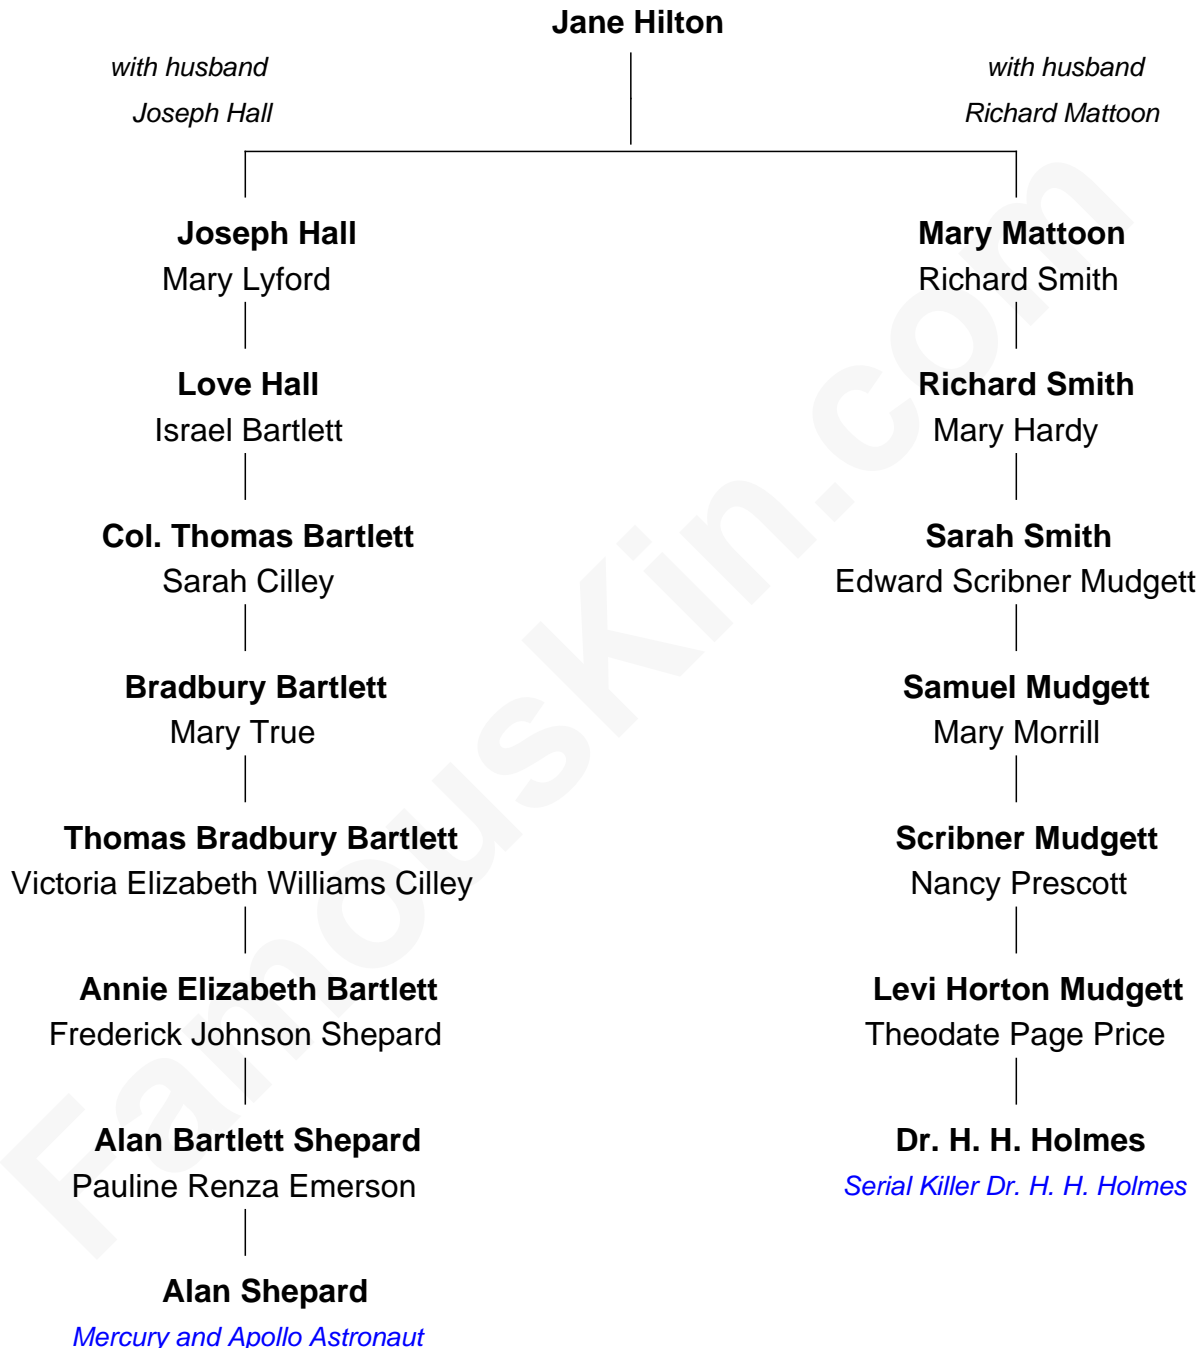 Jane Hilton
with husband
Joseph Hall
with husband
Richard Mattoon
Joseph Hall
Mary Lyford
Mary Mattoon
Richard Smith
Love Hall
Israel Bartlett
Richard Smith
Mary Hardy
Col. Thomas Bartlett
Sarah Cilley
Sarah Smith
Edward Scribner Mudgett
Bradbury Bartlett
Mary True
Samuel Mudgett
Mary Morrill
Thomas Bradbury Bartlett
Victoria Elizabeth Williams Cilley
Scribner Mudgett
Nancy Prescott
Annie Elizabeth Bartlett
Frederick Johnson Shepard
Levi Horton Mudgett
Theodate Page Price
Alan Bartlett Shepard
Pauline Renza Emerson
Dr. H. H. Holmes
Serial Killer Dr. H. H. Holmes
Alan Shepard
Mercury and Apollo Astronaut
FamousKin.com